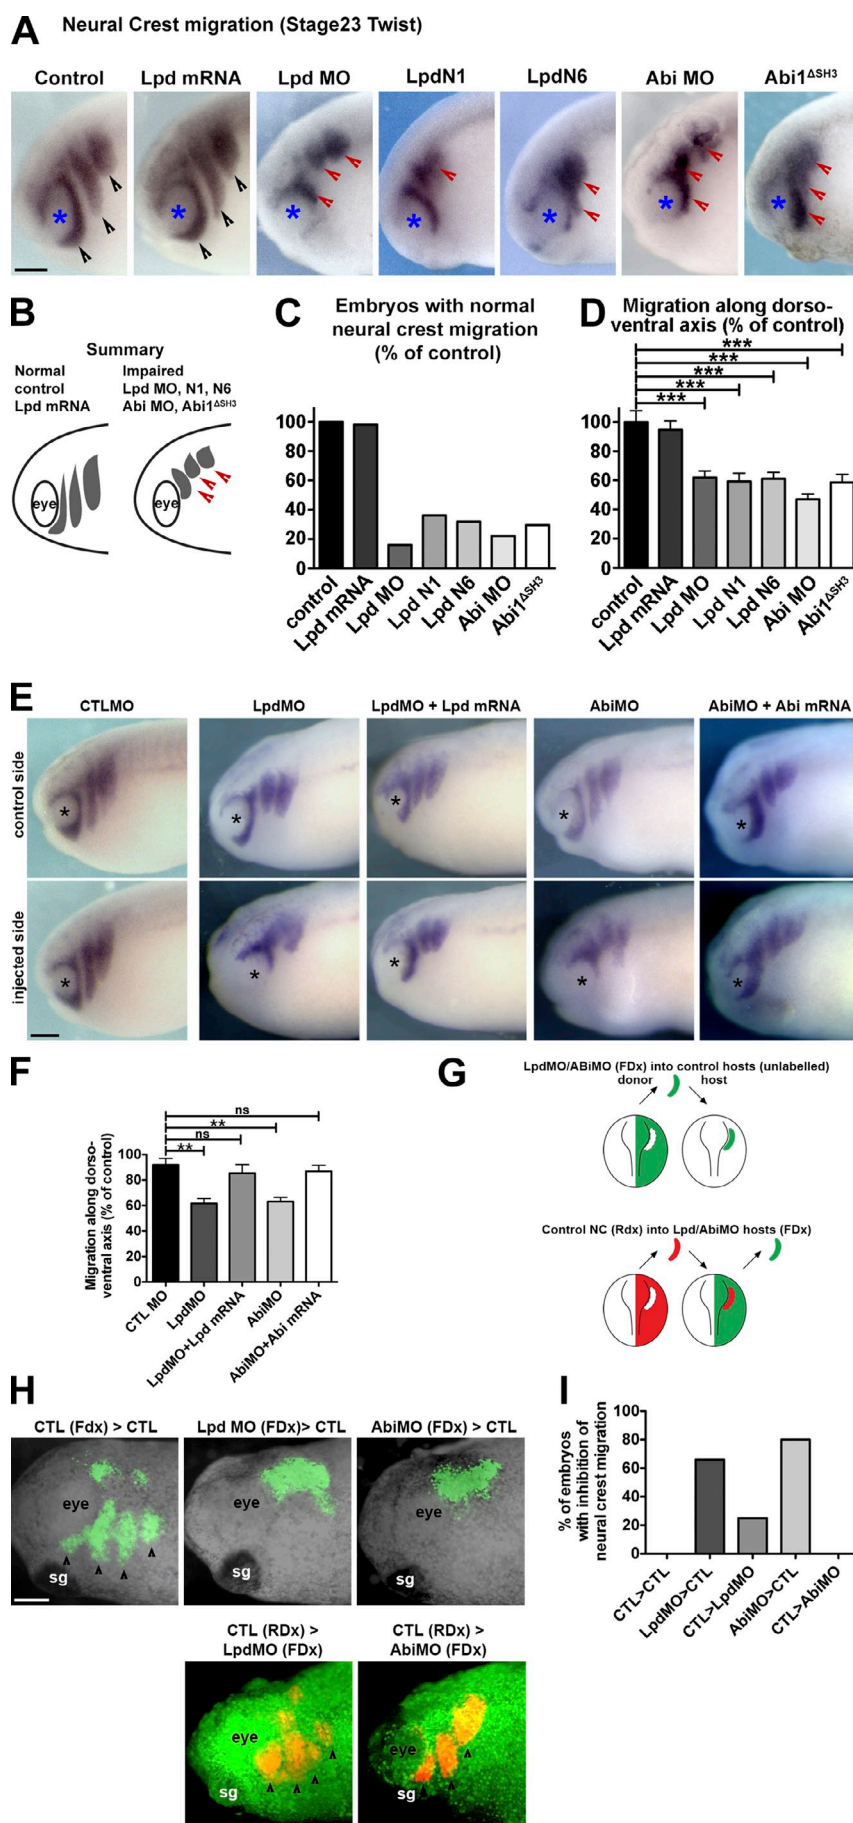 A Neural Crest migration (Stage23 Twist)
Control Lpd mRNA Lpd MO LpdN1 LpdN6 Abi MO Abi1ΔSH3
* * * * * * *
B
Summary
Normal Impaired
control Lpd MO, N1, N6
Lpd mRNA Abi MO, Abi1ΔSH3
eye eye
C Embryos with normal
neural crest migration
(% of control)
100
80
60
40
20
0
control
Lpd mRNA
Lpd MO
Lpd N1
Lpd N6
Abi MO
Abi1ΔSH3
D Migration along dorso-
ventral axis (% of control)
***
***
***
***
***
100
80
60
40
20
0
control
Lpd mRNA
Lpd MO
Lpd N1
Lpd N6
Abi MO
Abi1ΔSH3
E
CTLMO LpdMO LpdMO + Lpd mRNA AbiMO AbiMO + Abi mRNA
control side
* * * * *
injected side
* * * * *
F
Migration along dorso-
ventral axis (% of control)
ns
**
ns
**
100
80
60
40
20
0
CTL MO
LpdMO
LpdMO+Lpd mRNA
AbiMO
AbiMO+Abi mRNA
G
LpdMO/ABiMO (FDx) into control hosts (unlabelled)
donor host
Control NC (Rdx) into Lpd/AbiMO hosts (FDx)
H
CTL (Fdx) > CTL Lpd MO (FDx)> CTL AbiMO (FDx) > CTL
eye eye eye
sg sg sg
CTL (RDx) > CTL (RDx) >
LpdMO (FDx) AbiMO (FDx)
eye eye
sg sg
I
% of embryos
with inhibition of
neural crest migration
100
80
60
40
20
0
CTL>CTL
LpdMO>CTL
CTL>LpdMO
AbiMO>CTL
CTL>AbiMO